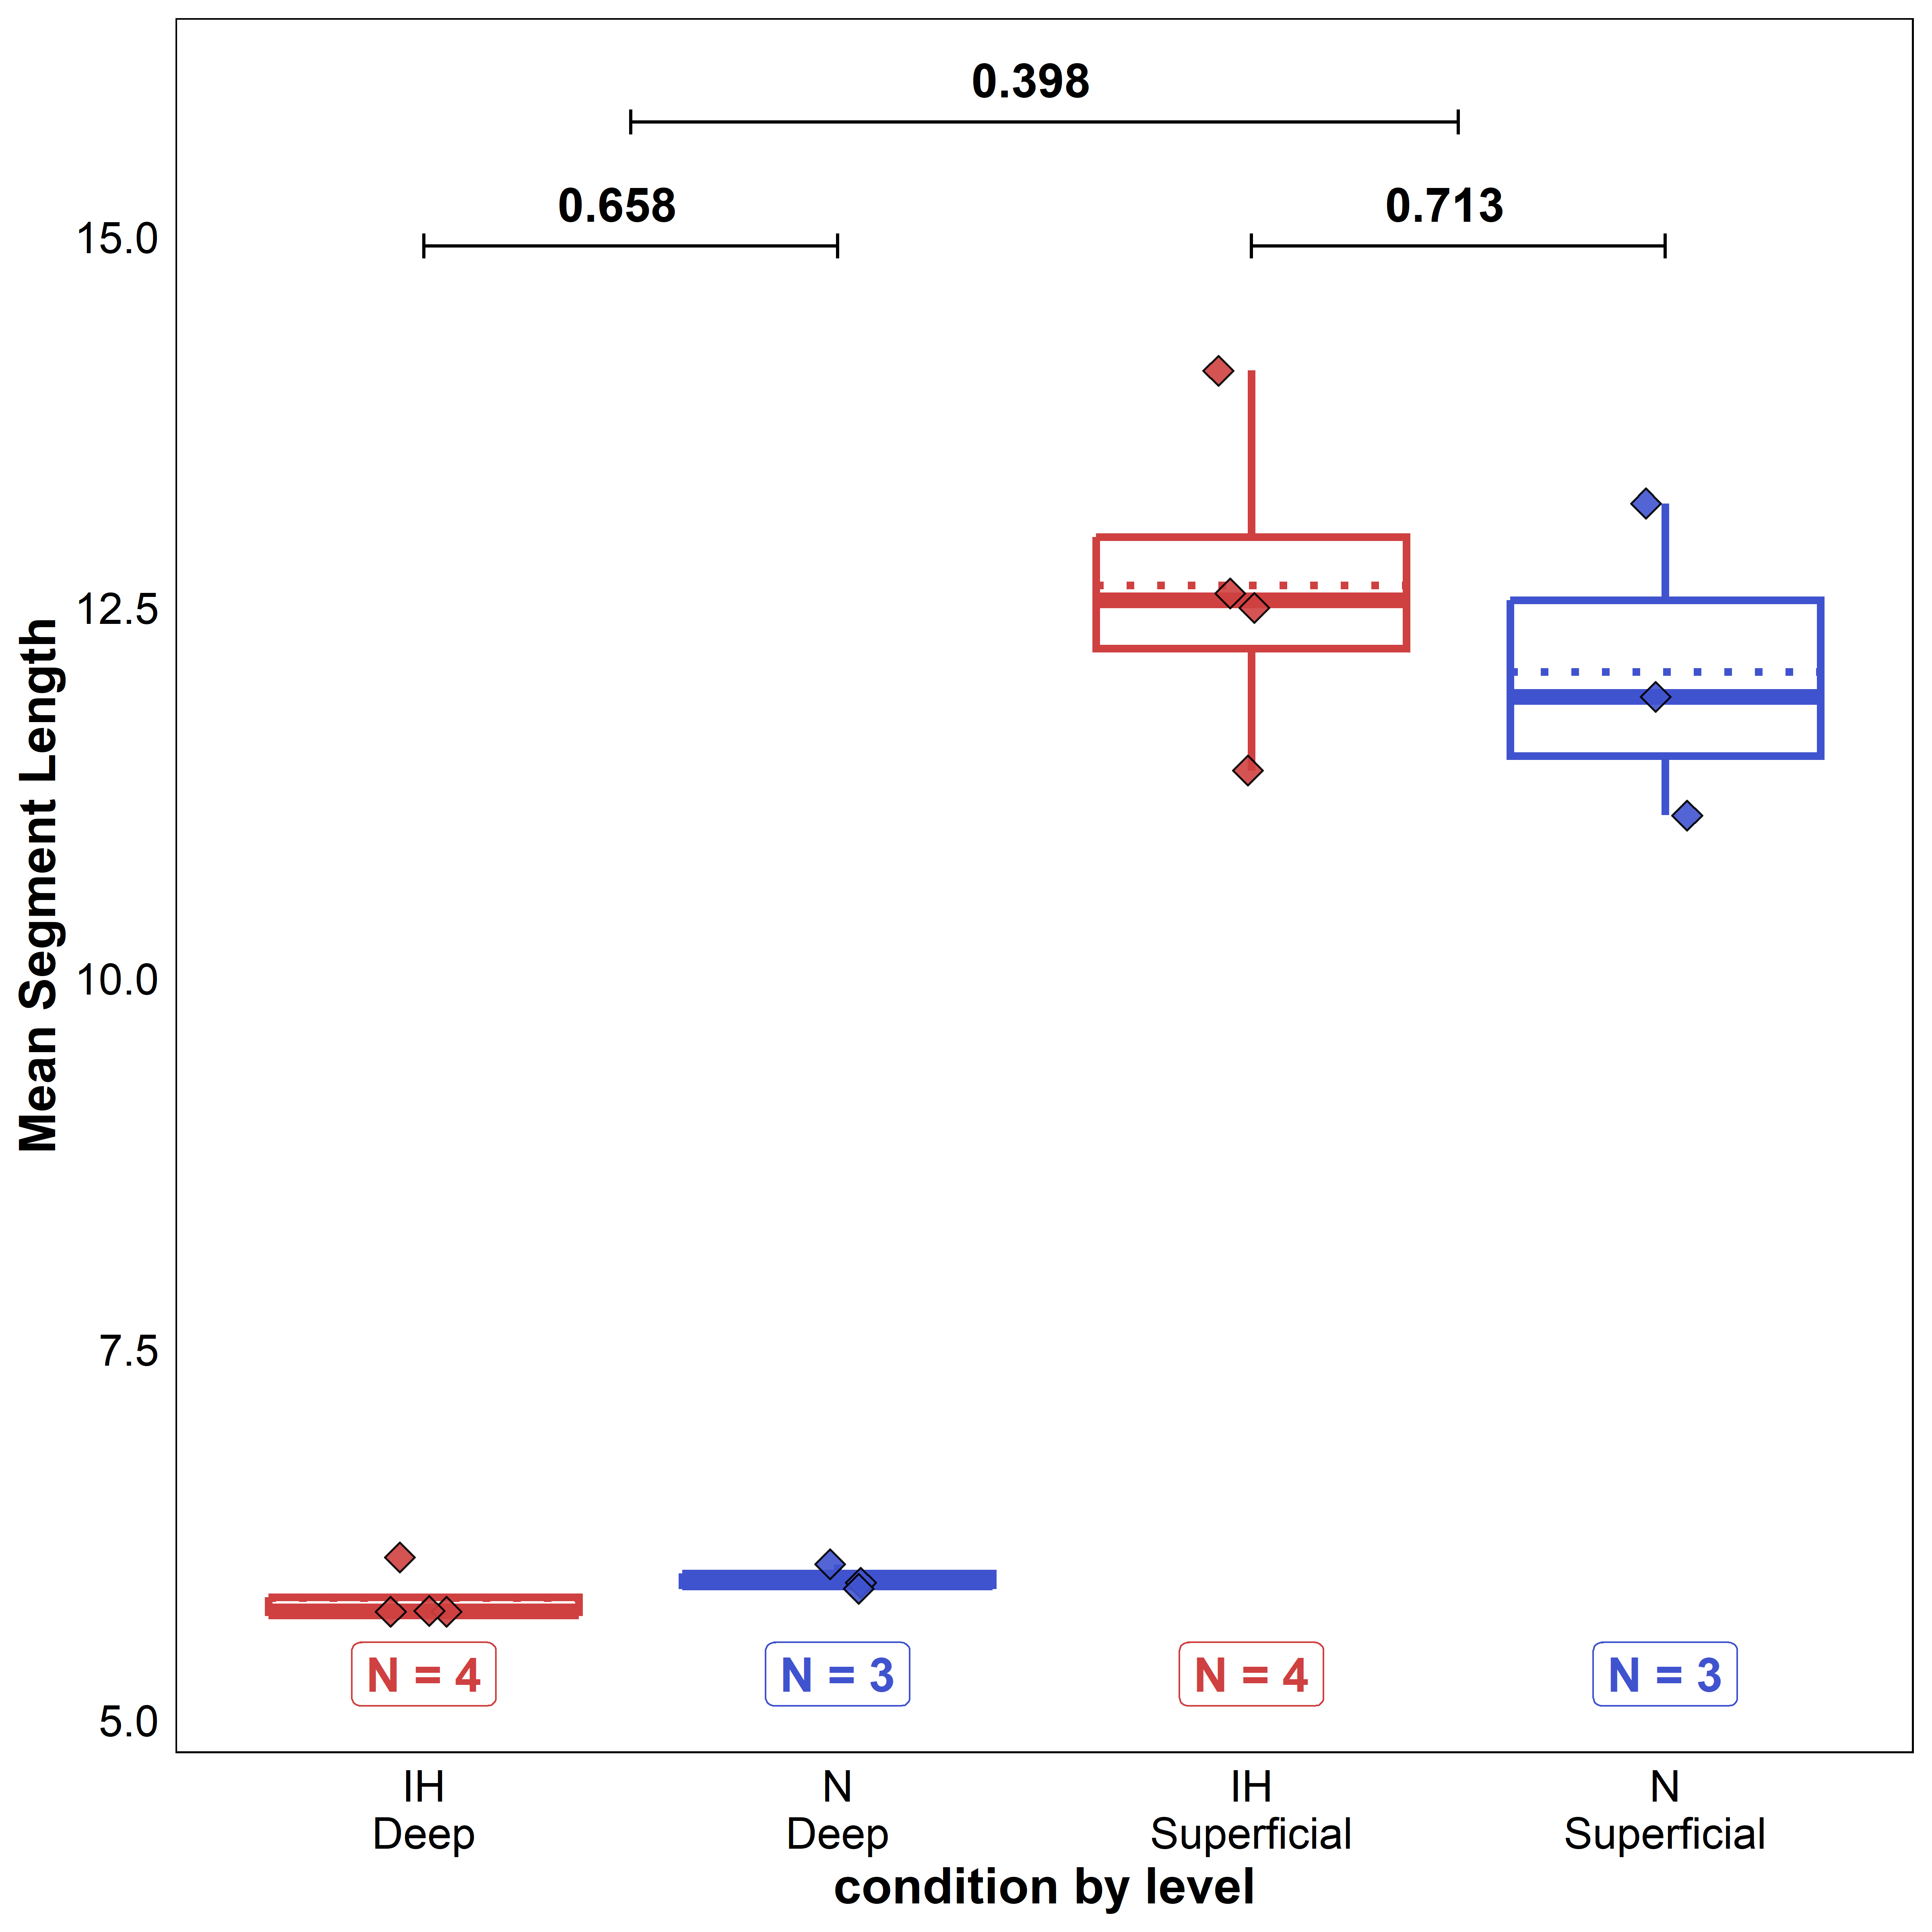 0.398
0.658
0.713
15.0
12.5
10.0
7.5
5.0
Mean Segment Length
N = 4
N = 3
N = 4
N = 3
IH
Deep
N
Deep
IH
Superficial
N
Superficial
condition by level